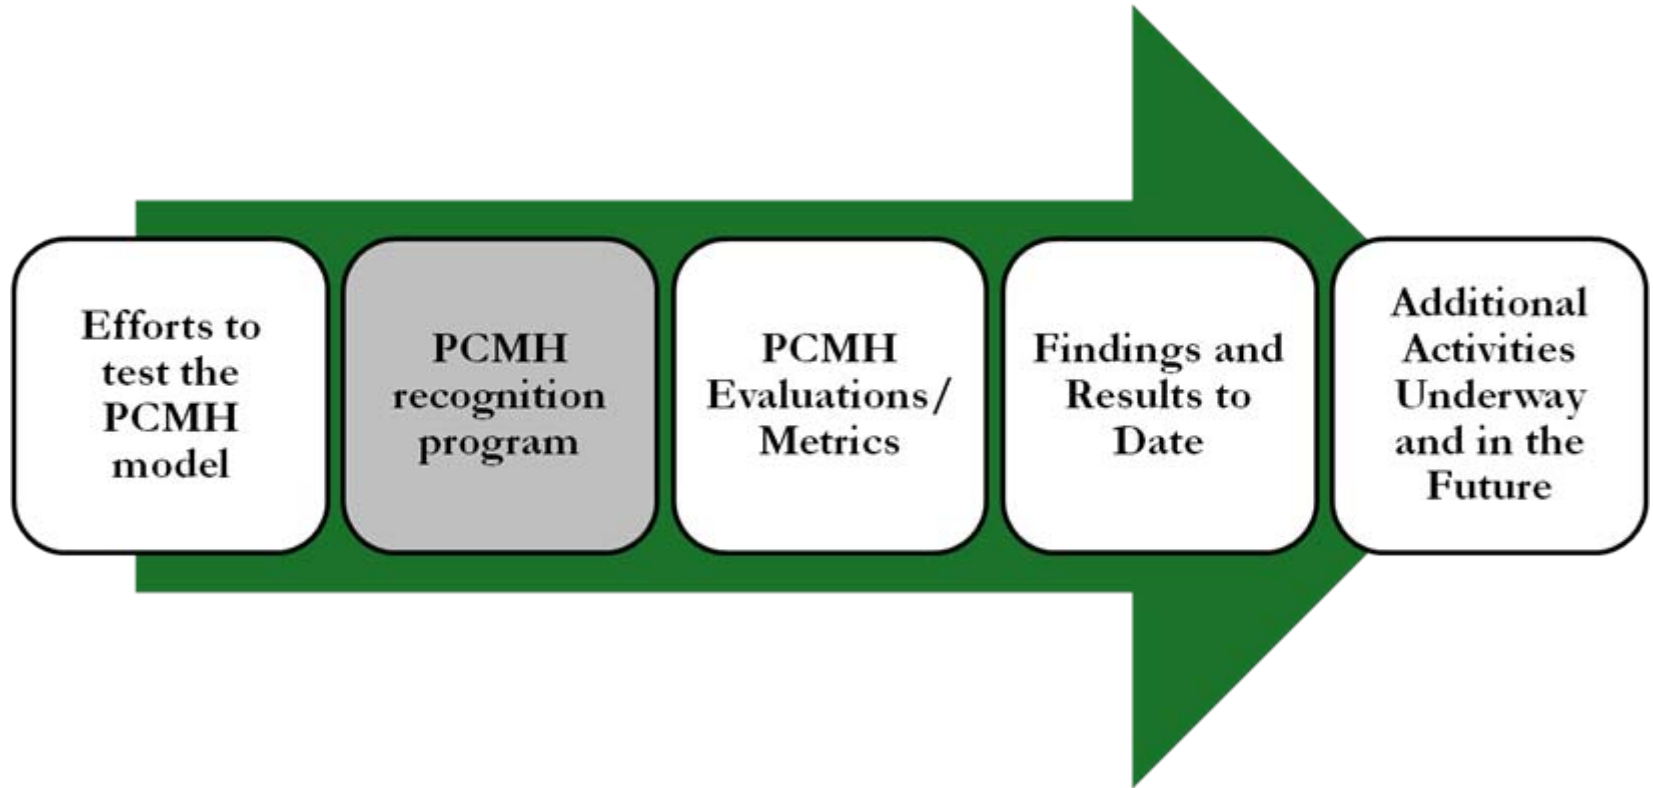 Efforts to
test the
PCMH
model
PCMH
recognition
program
PCMH
Evaluations/
Metrics
Findings and
Results to
Date
Additional
Activities
Underway
and in the
Future